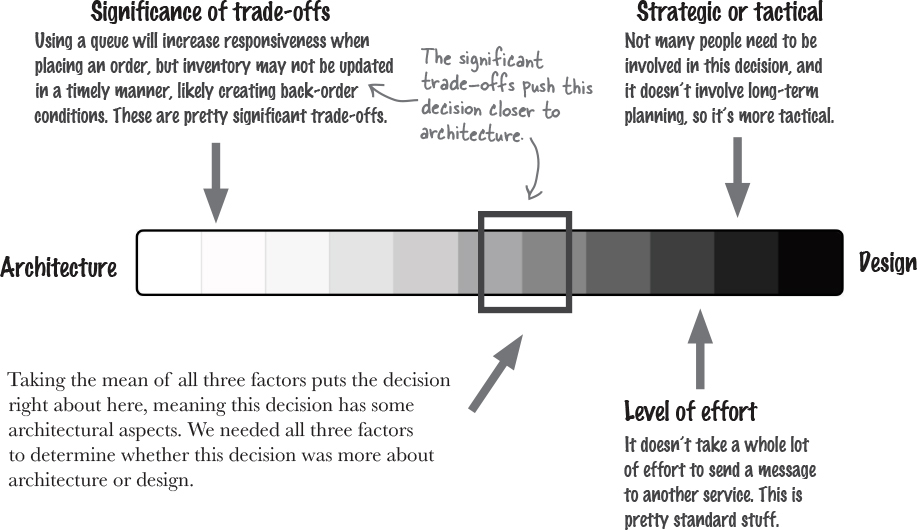 Significance of trade-offs
Using a queue will increase responsiveness when
placing an order, but inventory may not be updated
in a timely manner, likely creating back-order
conditions. These are pretty significant trade-offs.
The significant
trade-offs push this
decision closer to
architecture.
Strategic or tactical
Not many people need to be
involved in this decision, and
it doesn't involve long-term
planning, so it's more tactical.
Architecture
Design
Taking the mean of all three factors puts the decision
right about here, meaning this decision has some
architectural aspects. We needed all three factors
to determine whether this decision was more about
architecture or design.
Level of effort
It doesn't take a whole lot
of effort to send a message
to another service. This is
pretty standard stuff.